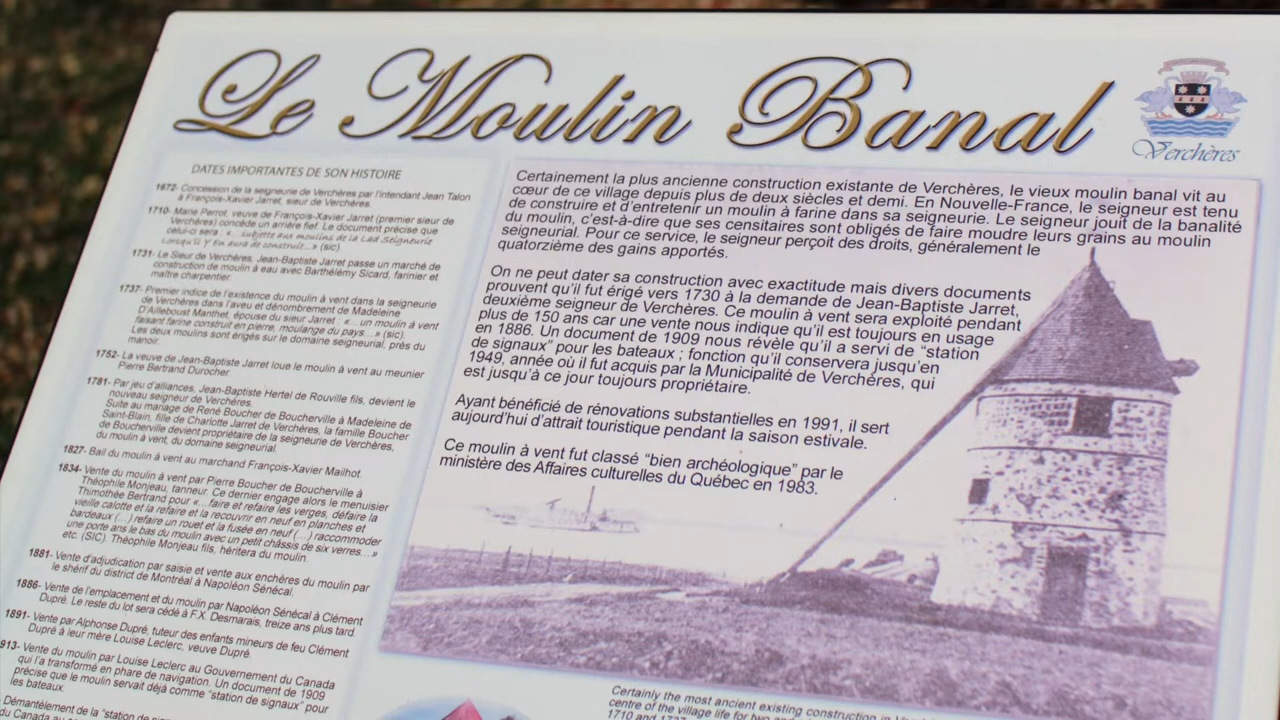 Le Moulin Banal
Verchères
DATES IMPORTANTES DE SON HISTOIRE
1672- Concession de la seigneurie de Verchères par l'intendant Jean Talon
à François-Xavier Jarret, sieur de Verchères.
1710- Marie Perrot, veuve de François-Xavier Jarret (premier sieur de
Verchères) concède un arrière fief. Le document précise que
celui-ci sera : «...subjette aux moulins de la Lad Seigneurie
Lorsqu'il Y En aura de construit...» (sic).
1731- Le Sieur de Verchères, Jean-Baptiste Jarret passe un marché de
construction de moulin à eau avec Barthélémy Sicard, farinier et
maître charpentier.
1737- Premier indice de l'existence du moulin à vent dans la seigneurie
de Verchères dans l'aveu et dénombrement de Madeleine
D'Ailleboust Manthet, épouse du sieur Jarret : «...un moulin à vent
faisant farine construit en pierre, moulange du pays...» (sic)
Les deux moulins sont érigés sur le domaine seigneurial, près du
manoir.
1752- La veuve de Jean-Baptiste Jarret loue le moulin à vent au meunier
Pierre Bertrand Durocher.
1781- Par jeu d'alliances, Jean-Baptiste Hertel de Rouville fils, devient le
nouveau seigneur de Verchères.
Suite au mariage de René Boucher de Boucherville à Madeleine de
Saint-Blain, fille de Charlotte Jarret de Verchères, la famille Boucher
de Boucherville devient propriétaire de la seigneurie de Verchères,
du moulin à vent, du domaine seigneurial.
1827- Bail du moulin à vent au marchand François-Xavier Mailhot.
1834- Vente du moulin à vent par Pierre Boucher de Boucherville à
Théophile Monjeau, tanneur. Ce dernier engage alors le menuisier
Thimothée Bertrand pour «...faire et refaire les verges, défaire la
vieille calotte et la refaire et la recouvrir en neuf en planches et
bardeaux (...) refaire un rouet et la fusée en neuf (...) raccommoder
une porte ans le bas du moulin avec un petit châssis de six verres...»
etc. (SIC). Théophile Monjeau fils, héritera du moulin.
1881- Vente d'adjudication par saisie et vente aux enchères du moulin par
le shérif du district de Montréal à Napoléon Sénécal.
1886- Vente de l'emplacement et du moulin par Napoléon Sénécal à Clément
Dupré. Le reste du lot sera cédé à F.X. Desmarais, treize ans plus tard.
1891- Vente par Alphonse Dupré, tuteur des enfants mineurs de feu Clément
Dupré à leur mère Louise Leclerc, veuve Dupré.
913- Vente du moulin par Louise Leclerc au Gouvernement du Canada
qui l'a transformé en phare de navigation. Un document de 1909
précise que le moulin servait déjà comme "station de signaux" pour
les bateaux.
Démantèlement de la "station de
du Canada au
Certainement la plus ancienne construction existante de Verchères, le vieux moulin banal vit au
cœur de ce village depuis plus de deux siècles et demi. En Nouvelle-France, le seigneur est tenu
de construire et d'entretenir un moulin à farine dans sa seigneurie. Le seigneur jouit de la banalité
du moulin, c'est-à-dire que ses censitaires sont obligés de faire moudre leurs grains au moulin
seigneurial. Pour ce service, le seigneur perçoit des droits, généralement le
quatorzième des gains apportés.
On ne peut dater sa construction avec exactitude mais divers documents
prouvent qu'il fut érigé vers 1730 à la demande de Jean-Baptiste Jarret,
deuxième seigneur de Verchères. Ce moulin à vent sera exploité pendant
plus de 150 ans car une vente nous indique qu'il est toujours en usage
en 1886. Un document de 1909 nous révèle qu'il a servi de "station
de signaux" pour les bateaux ; fonction qu'il conservera jusqu'en
1949, année où il fut acquis par la Municipalité de Verchères, qui
est jusqu'à ce jour toujours propriétaire.
Ayant bénéficié de rénovations substantielles en 1991, il sert
aujourd'hui d'attrait touristique pendant la saison estivale.
Ce moulin à vent fut classé "bien archéologique" par le
ministère des Affaires culturelles du Québec en 1983.
Certainly the most ancient existing construction in
centre of the village life for two and
1710 and